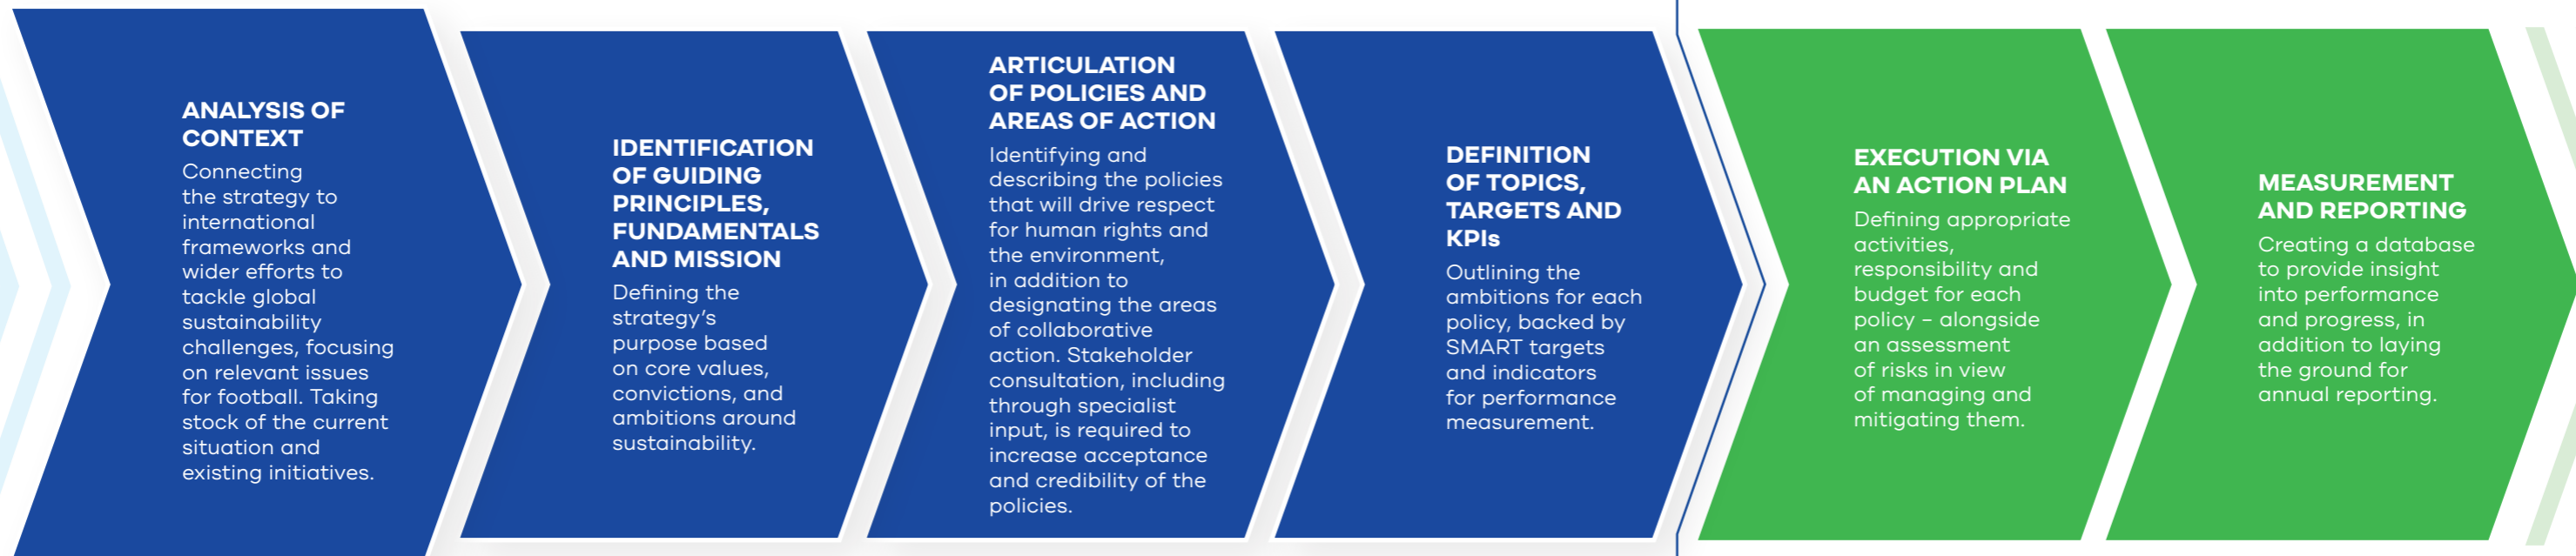 ANALYSIS OF
CONTEXT
Connecting
the strategy to
international
frameworks and
wider efforts to
tackle global
sustainability
challenges, focusing
on relevant issues
for football. Taking
stock of the current
situation and
existing initiatives.
IDENTIFICATION
OF GUIDING
PRINCIPLES,
FUNDAMENTALS
AND MISSION
Defining the
strategy’s
purpose based
on core values,
convictions, and
ambitions around
sustainability.
ARTICULATION
OF POLICIES AND
AREAS OF ACTION
Identifying and
describing the policies
that will drive respect
for human rights and
the environment,
in addition to
designating the areas
of collaborative
action. Stakeholder
consultation, including
through specialist
input, is required to
increase acceptance
and credibility of the
policies.
DEFINITION
OF TOPICS,
TARGETS AND
KPIs
Outlining the
ambitions for each
policy, backed by
SMART targets
and indicators
for performance
measurement.
EXECUTION VIA
AN ACTION PLAN
Defining appropriate
activities,
responsibility and
budget for each
policy – alongside
an assessment
of risks in view
of managing and
mitigating them.
MEASUREMENT
AND REPORTING
Creating a database
to provide insight
into performance
and progress, in
addition to laying
the ground for
annual reporting.